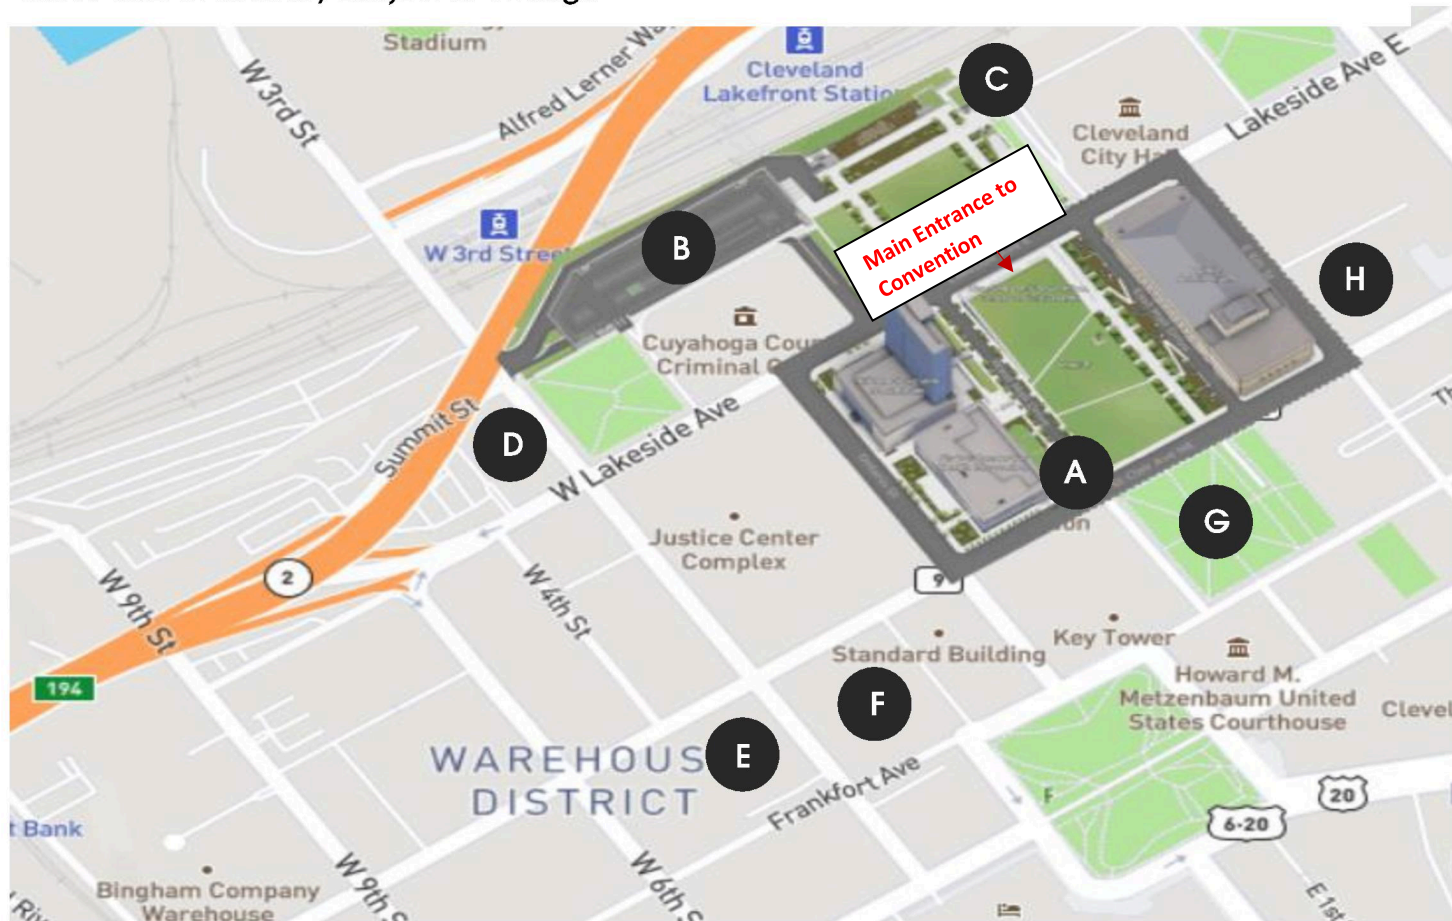 Stadium
W 3rd St
Alfred Lerner Wa
Cleveland
Lakefront Statio
C
Cleveland
City Ha
Lakeside Ave E
W 3rd Stree
B
Main Entrance to
Convention
H
Cuyahoga Cou
Criminal C
Summit St
D
W Lakeside Ave
A
G
Justice Center
Complex
2
W 9th St
W 4th St
9
Standard Building
Key Tower
194
Howard M.
Metzenbaum United
States Courthouse
Clevel
F
E
WAREHOUS
DISTRICT
Frankfort Ave
F
20
6-20
t Bank
W 9th S
W 6th S
Bingham Company
Warehouse
E 1st